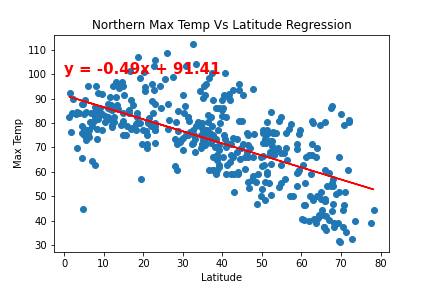 Northern Max Temp Vs Latitude Regression
110
y = -0.49x + 91.41
100
90
80
70
60
50
40
30
Max Temp
0 10 20 30 40 50 60 70 80
Latitude